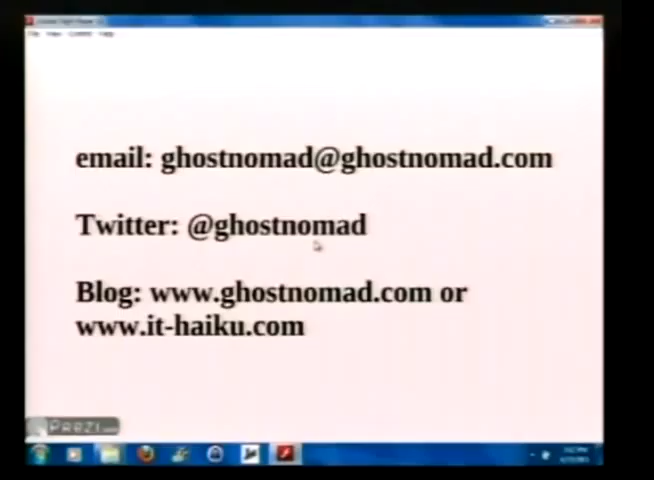 email: ghostnomad@ghostnomad.com
Twitter: @ghostnomad
Blog: www.ghostnomad.com or
www.it-haiku.com
Prezi